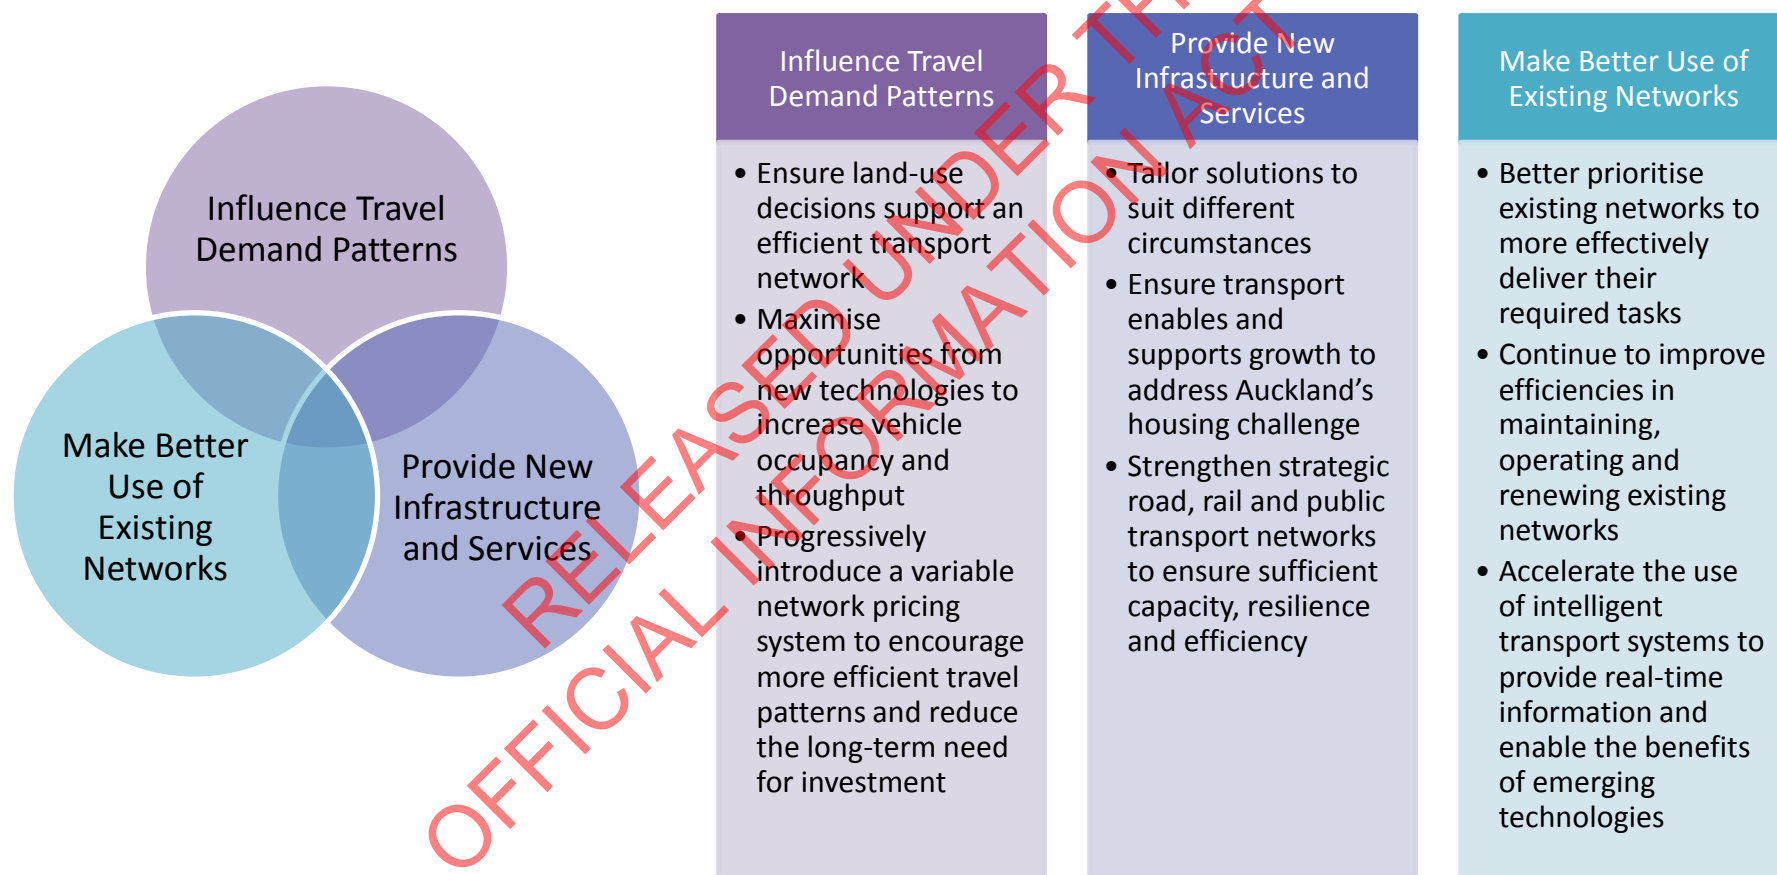 Influence Travel
Demand Patterns
Make Better
Use of
Existing
Networks
Provide New
Infrastructure
and Services
Influence Travel
Demand Patterns
• Ensure land-use
decisions support an
efficient transport
network
• Maximise
opportunities from
new technologies to
increase vehicle
occupancy and
throughput
• Progressively
introduce a variable
network pricing
system to encourage
more efficient travel
patterns and reduce
the long-term need
for investment
Provide New
Infrastructure and
Services
• Tailor solutions to
suit different
circumstances
• Ensure transport
enables and
supports growth to
address Auckland’s
housing challenge
• Strengthen strategic
road, rail and public
transport networks
to ensure sufficient
capacity, resilience
and efficiency
Make Better Use of
Existing Networks
• Better prioritise
existing networks to
more effectively
deliver their
required tasks
• Continue to improve
efficiencies in
maintaining,
operating and
renewing existing
networks
• Accelerate the use
of intelligent
transport systems to
provide real-time
information and
enable the benefits
of emerging
technologies
RELEASED UNDER
OFFICIAL INFORMATION ACT